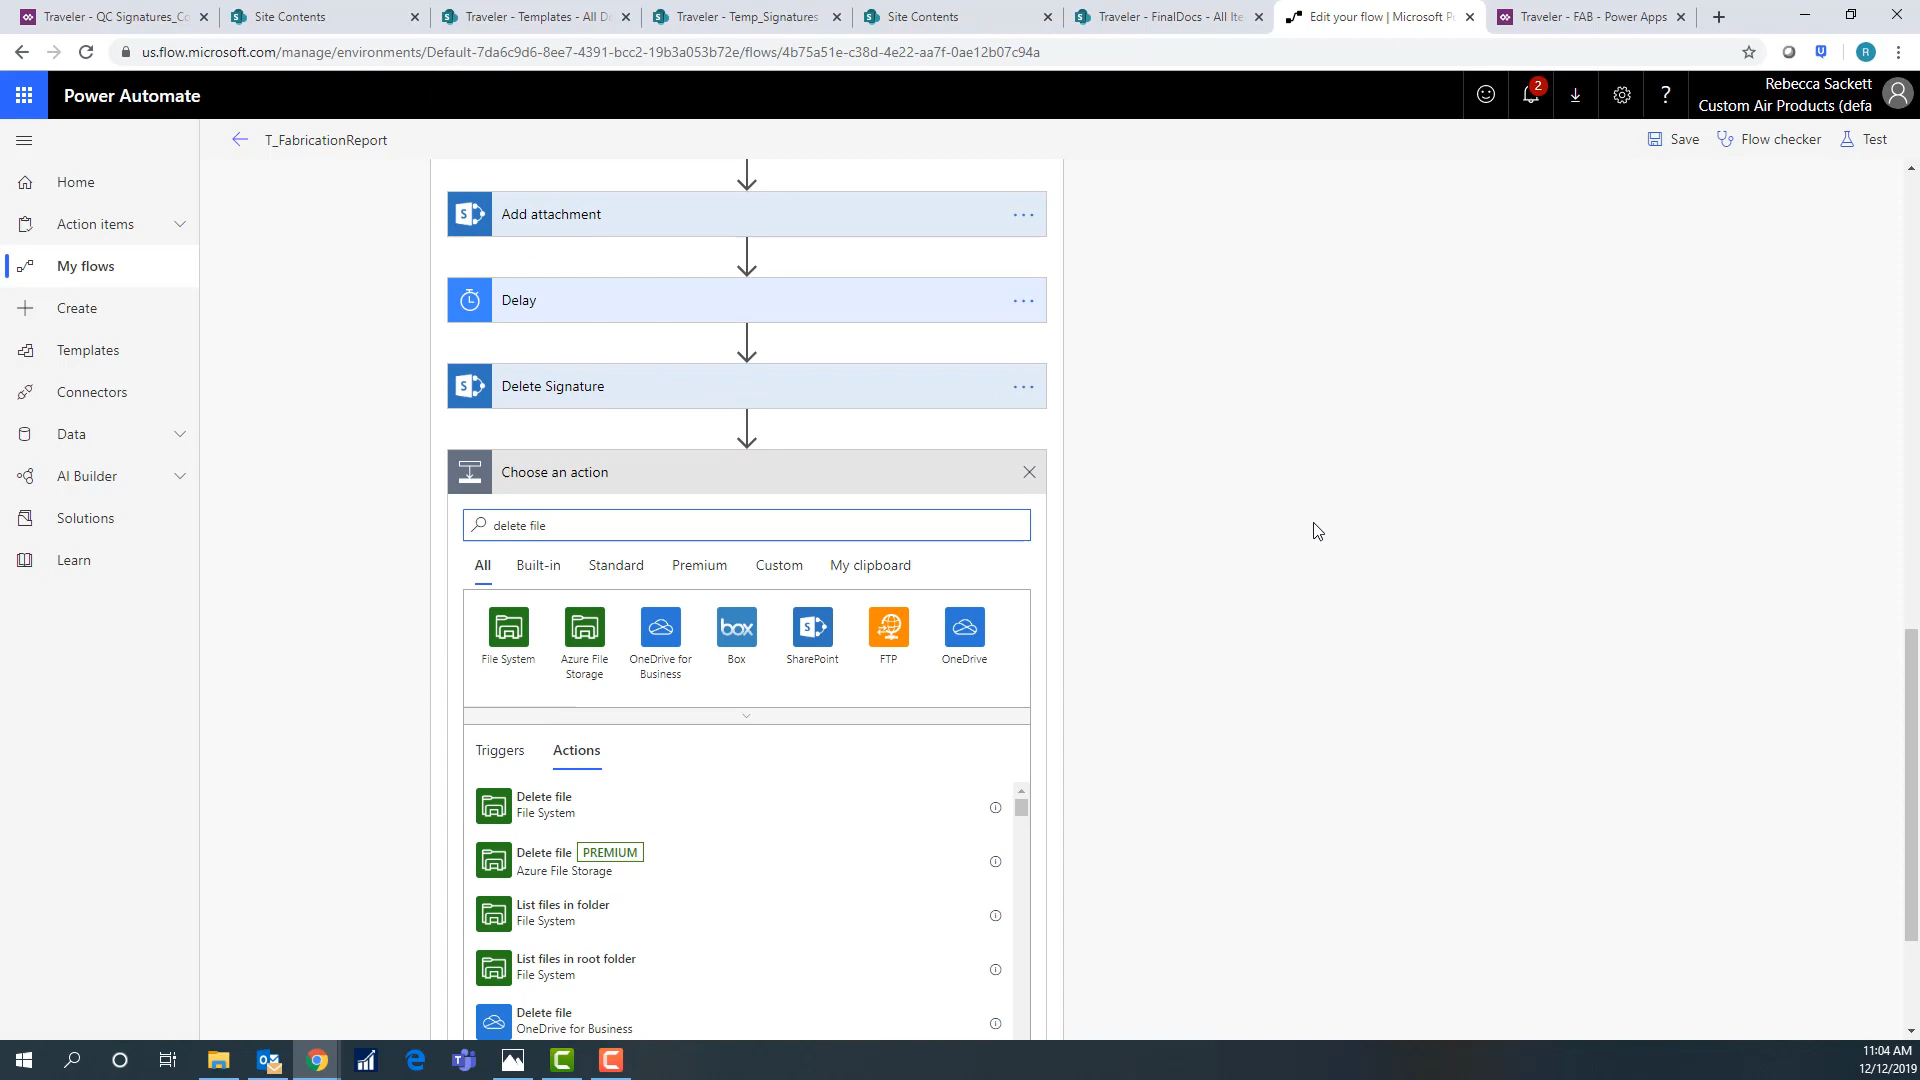 Traveler - QC Signatures_Co
Site Contents
Traveler - Templates - All D
Traveler - Temp_Signatures
Site Contents
Traveler - FinalDocs - All Ite
Edit your flow | Microsoft P
Traveler - FAB - Power Apps
us.flow.microsoft.com/manage/environments/Default-7da6c9d6-8ee7-4391-bcc2-19b3a053b72e/flows/4b75a51e-c38d-4e22-aa7f-0ae12b07c94a
R
Power Automate
2
?
Rebecca Sackett
Custom Air Products (defa
T_FabricationReport
Save
Flow checker
Test
Home
Action items
My flows
Create
Templates
Connectors
Data
AI Builder
Solutions
Learn
Add attachment
Delay
Delete Signature
Choose an action
delete file
All
Built-in
Standard
Premium
Custom
My clipboard
box
File System
Azure File
Storage
OneDrive for
Business
Box
SharePoint
FTP
OneDrive
Triggers
Actions
Delete file
File System
Delete file PREMIUM
Azure File Storage
List files in folder
File System
List files in root folder
File System
Delete file
OneDrive for Business
11:04 AM
12/12/2019